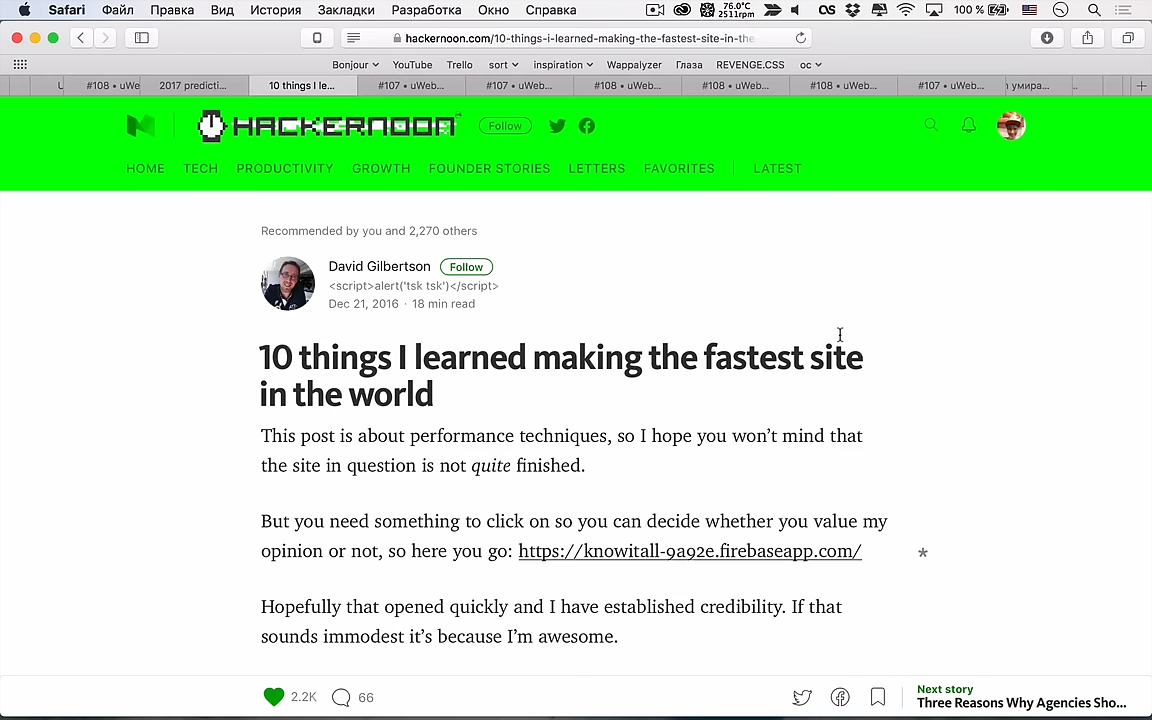 Safari Файл Правка Вид История Закладки Разработка Окно Справка 76.0°C 2511rpm 100 %
hackernoon.com/10-things-i-learned-making-the-fastest-site-in-the
Bonjour YouTube Trello sort inspiration Wappalyzer Глаза REVENGE.CSS ос
#108 • uWe 2017 predicti... 10 things I le... #107 • uWeb... #107 • uWeb... #108 • uWeb... #108 • uWeb... #108 • uWeb... #107 • uWeb... умира...
HACKERNOON Follow
HOME TECH PRODUCTIVITY GROWTH FOUNDER STORIES LETTERS FAVORITES LATEST
Recommended by you and 2,270 others
David Gilbertson Follow
<script>alert('tsk tsk')</script>
Dec 21, 2016 · 18 min read
10 things I learned making the fastest site
in the world
This post is about performance techniques, so I hope you won’t mind that
the site in question is not quite finished.
But you need something to click on so you can decide whether you value my
opinion or not, so here you go: https://knowitall-9a92e.firebaseapp.com/ *
Hopefully that opened quickly and I have established credibility. If that
sounds immodest it’s because I’m awesome.
2.2K 66
Next story
Three Reasons Why Agencies Sho...